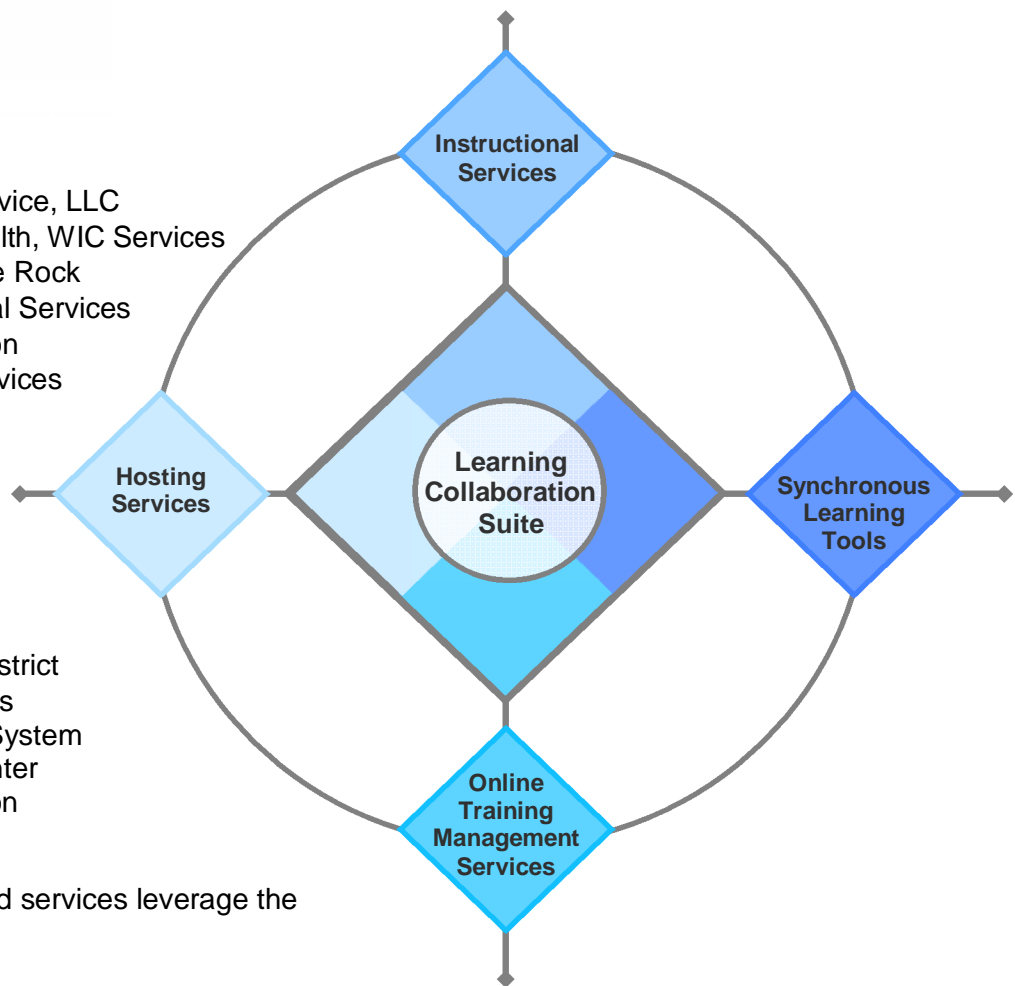 Instructional
Services
vice, LLC
lth, WIC Services
e Rock
al Services
on
vices
Hosting
Services
Learning
Collaboration
Suite
Synchronous
Learning
Tools
strict
s
System
nter
on
Online
Training
Management
Services
d services leverage the